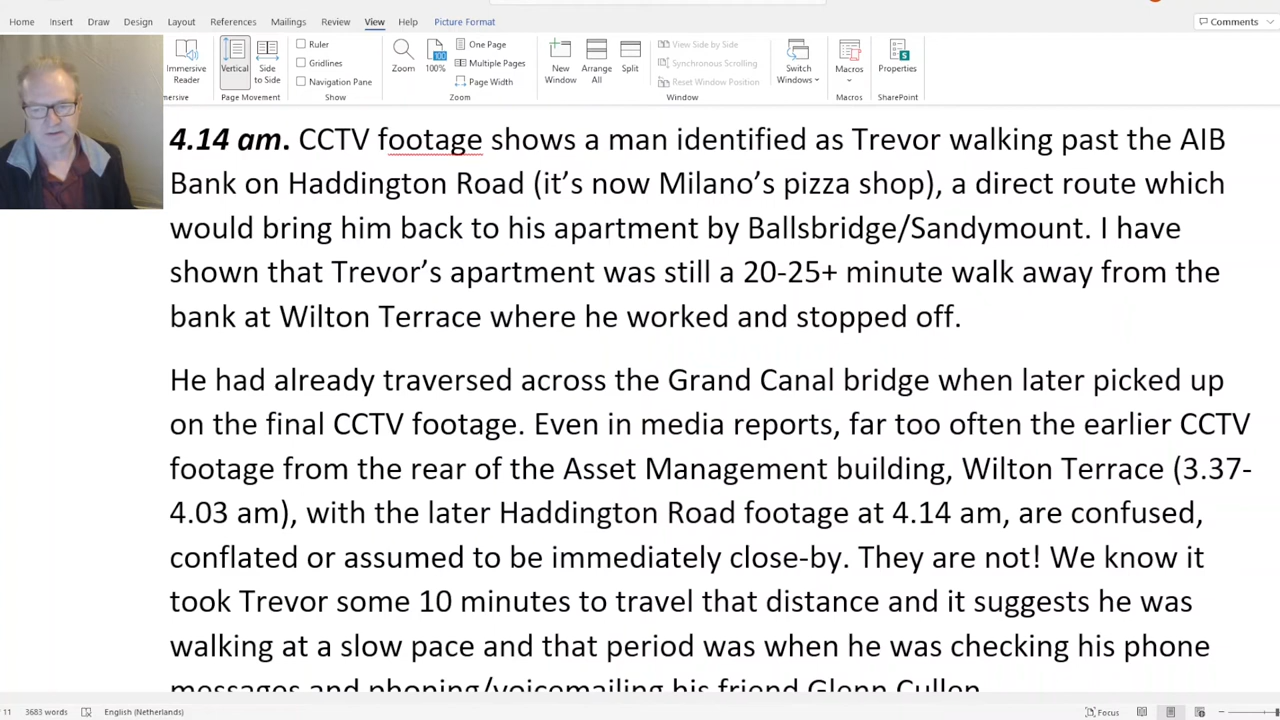 Home Insert Draw Design Layout References Mailings Review View Help Picture Format Comments
Immersive Reader
Vertical
Side to Side
Page Movement
Ruler
Gridlines
Navigation Pane
Show
Zoom
100%
One Page
Multiple Pages
Page Width
Zoom
New Window
Arrange All
Split
View Side by Side
Synchronous Scrolling
Reset Window Position
Window
Switch Windows
Macros
Macros
Properties
SharePoint
4.14 am. CCTV footage shows a man identified as Trevor walking past the AIB
Bank on Haddington Road (it’s now Milano’s pizza shop), a direct route which
would bring him back to his apartment by Ballsbridge/Sandymount. I have
shown that Trevor’s apartment was still a 20-25+ minute walk away from the
bank at Wilton Terrace where he worked and stopped off.
He had already traversed across the Grand Canal bridge when later picked up
on the final CCTV footage. Even in media reports, far too often the earlier CCTV
footage from the rear of the Asset Management building, Wilton Terrace (3.37-
4.03 am), with the later Haddington Road footage at 4.14 am, are confused,
conflated or assumed to be immediately close-by. They are not! We know it
took Trevor some 10 minutes to travel that distance and it suggests he was
walking at a slow pace and that period was when he was checking his phone
messages and phoning/voicemailing his friend Glenn Cullen
11 3683 words English (Netherlands) Focus